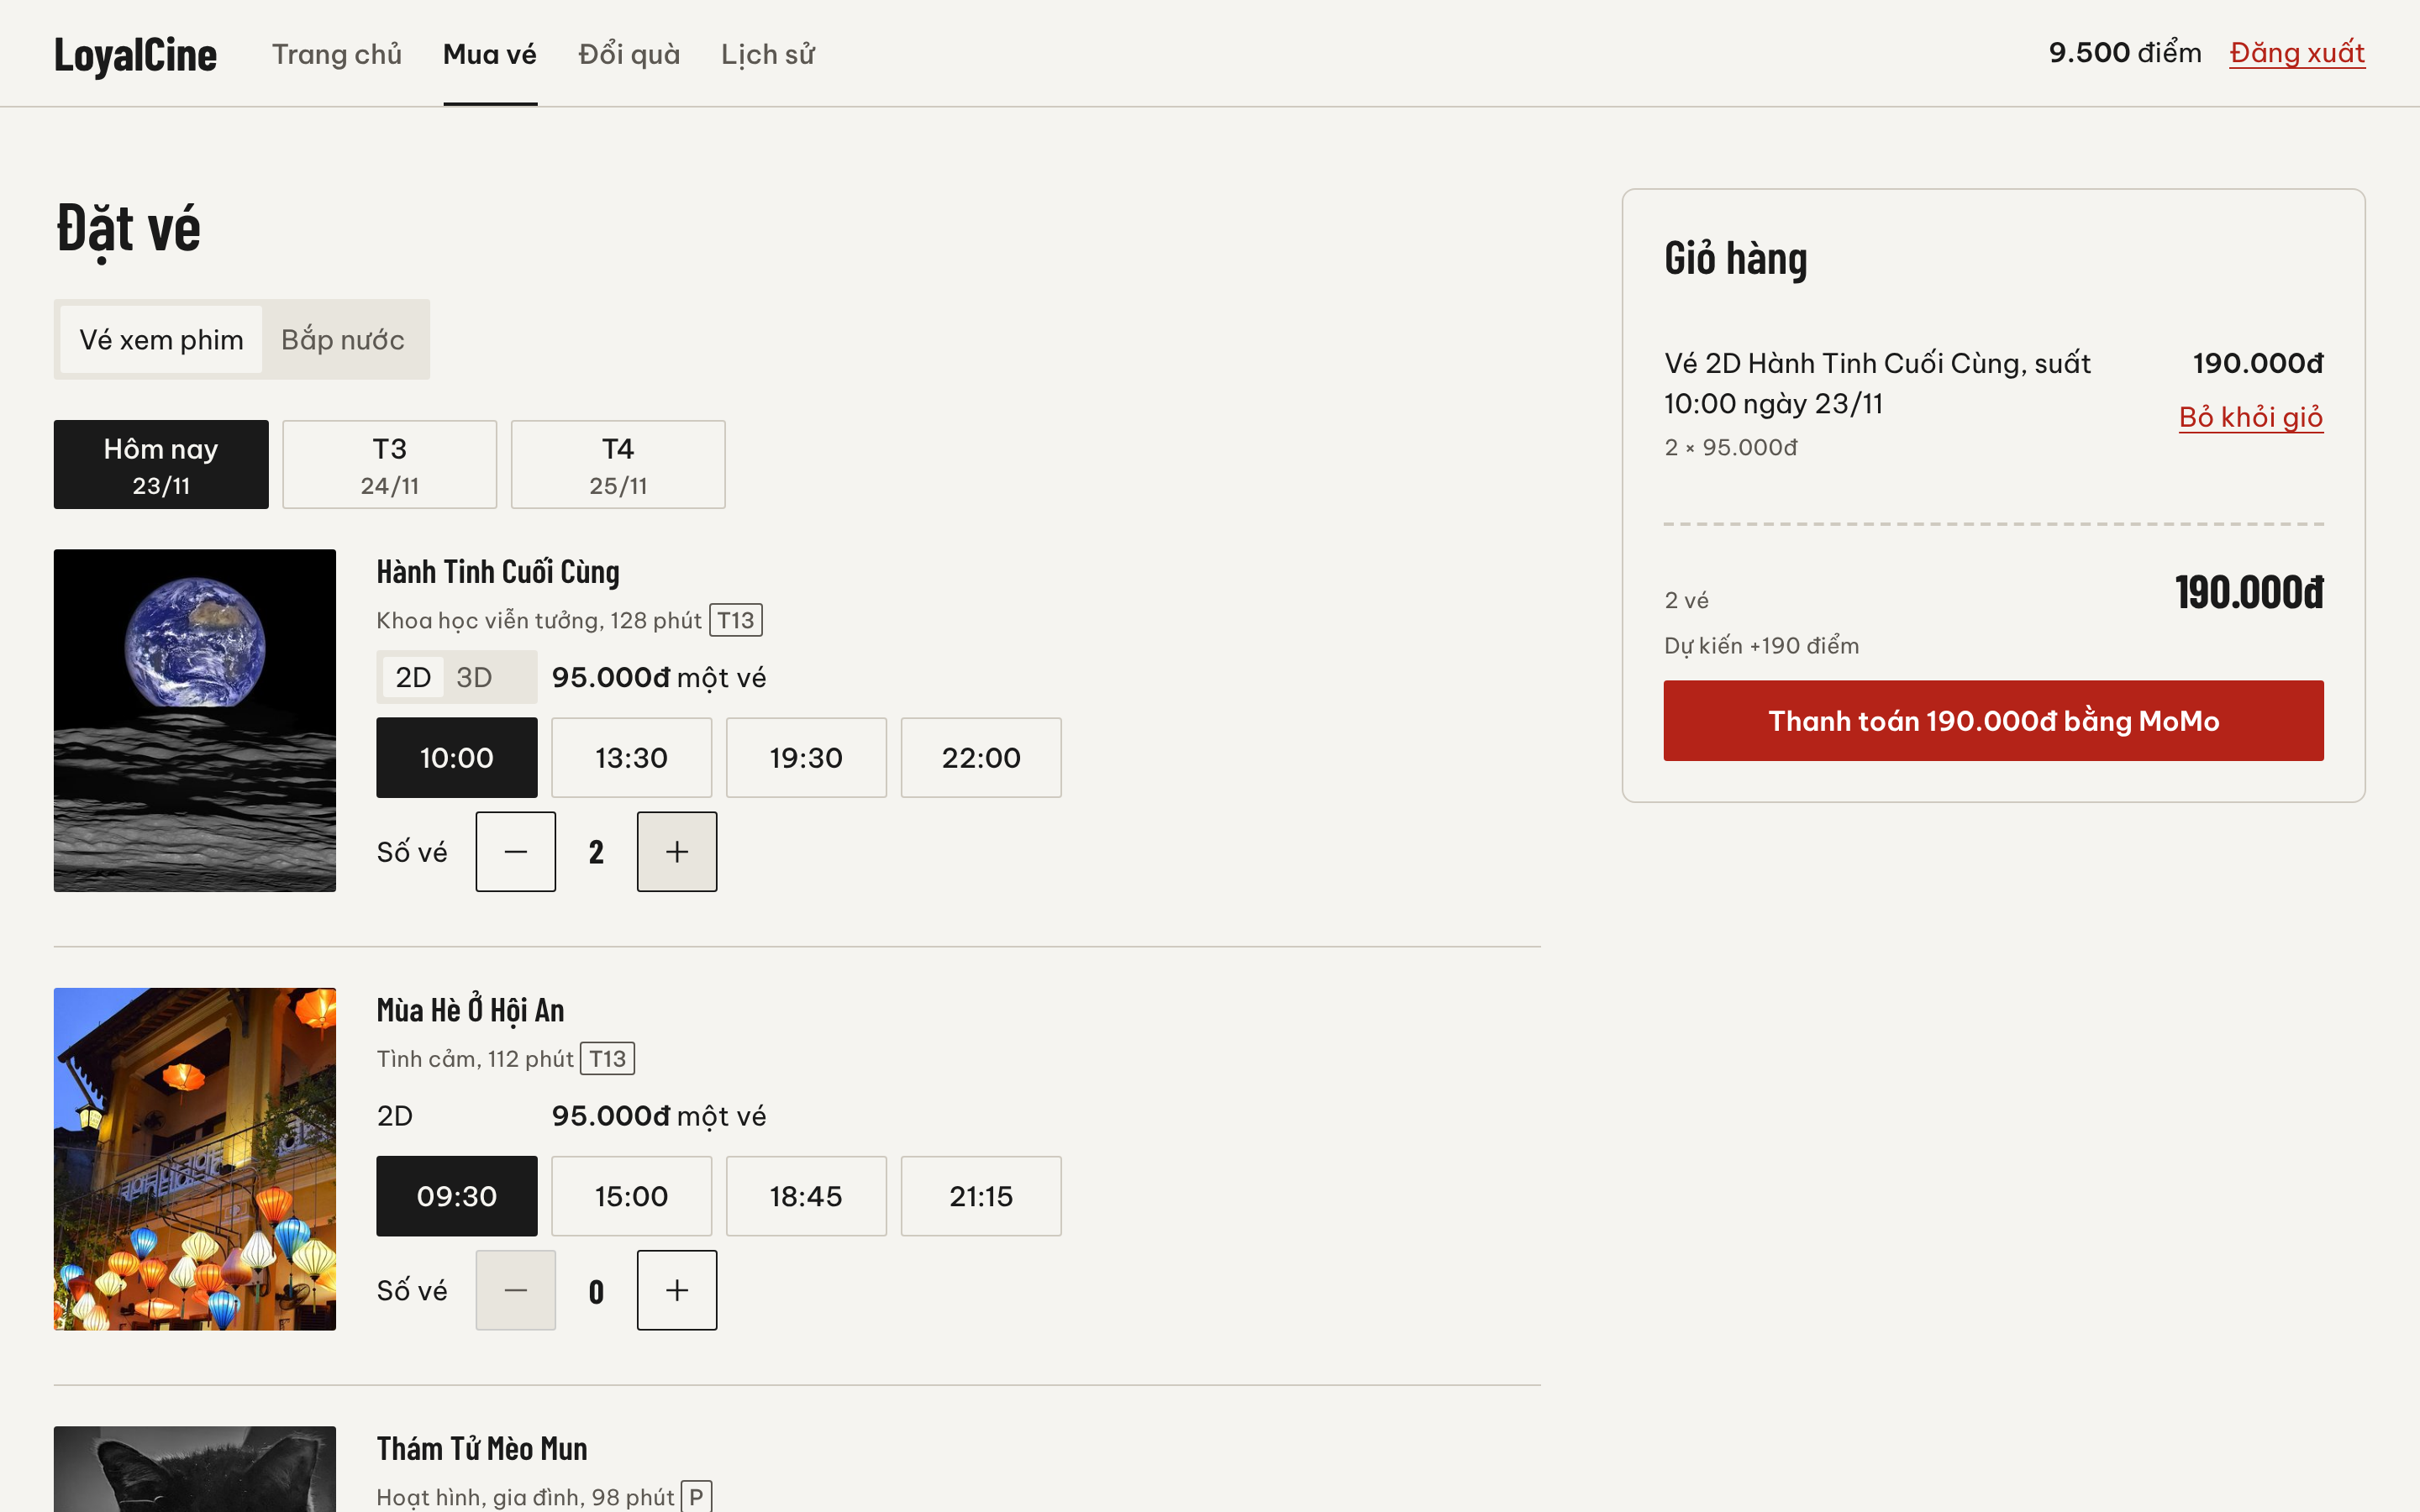 LoyalCine
Trang chủ
Mua vé
Đổi quà
Lịch sử
9.500 điểm
Đăng xuất
Đặt vé
Vé xem phim
Bắp nước
Hôm nay
23/11
T3
24/11
T4
25/11
Hành Tinh Cuối Cùng
Khoa học viễn tưởng, 128 phút T13
2D
3D
95.000đ một vé
10:00
13:30
19:30
22:00
Số vé
−
2
+
Mùa Hè Ở Hội An
Tình cảm, 112 phút T13
2D
95.000đ một vé
09:30
15:00
18:45
21:15
Số vé
−
0
+
Thám Tử Mèo Mun
Hoạt hình, gia đình, 98 phút P
Giỏ hàng
Vé 2D Hành Tinh Cuối Cùng, suất
10:00 ngày 23/11
2 × 95.000đ
190.000đ
Bỏ khỏi giỏ
2 vé
190.000đ
Dự kiến +190 điểm
Thanh toán 190.000đ bằng MoMo